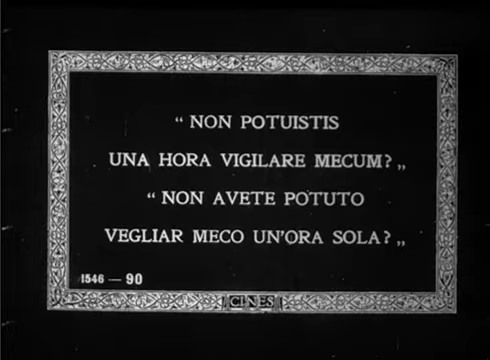 “ NON POTUISTIS
UNA HORA VIGILARE MECUM? „
“ NON AVETE POTUTO
VEGLIAR MECO UN'ORA SOLA? „
1546 — 90
CINES